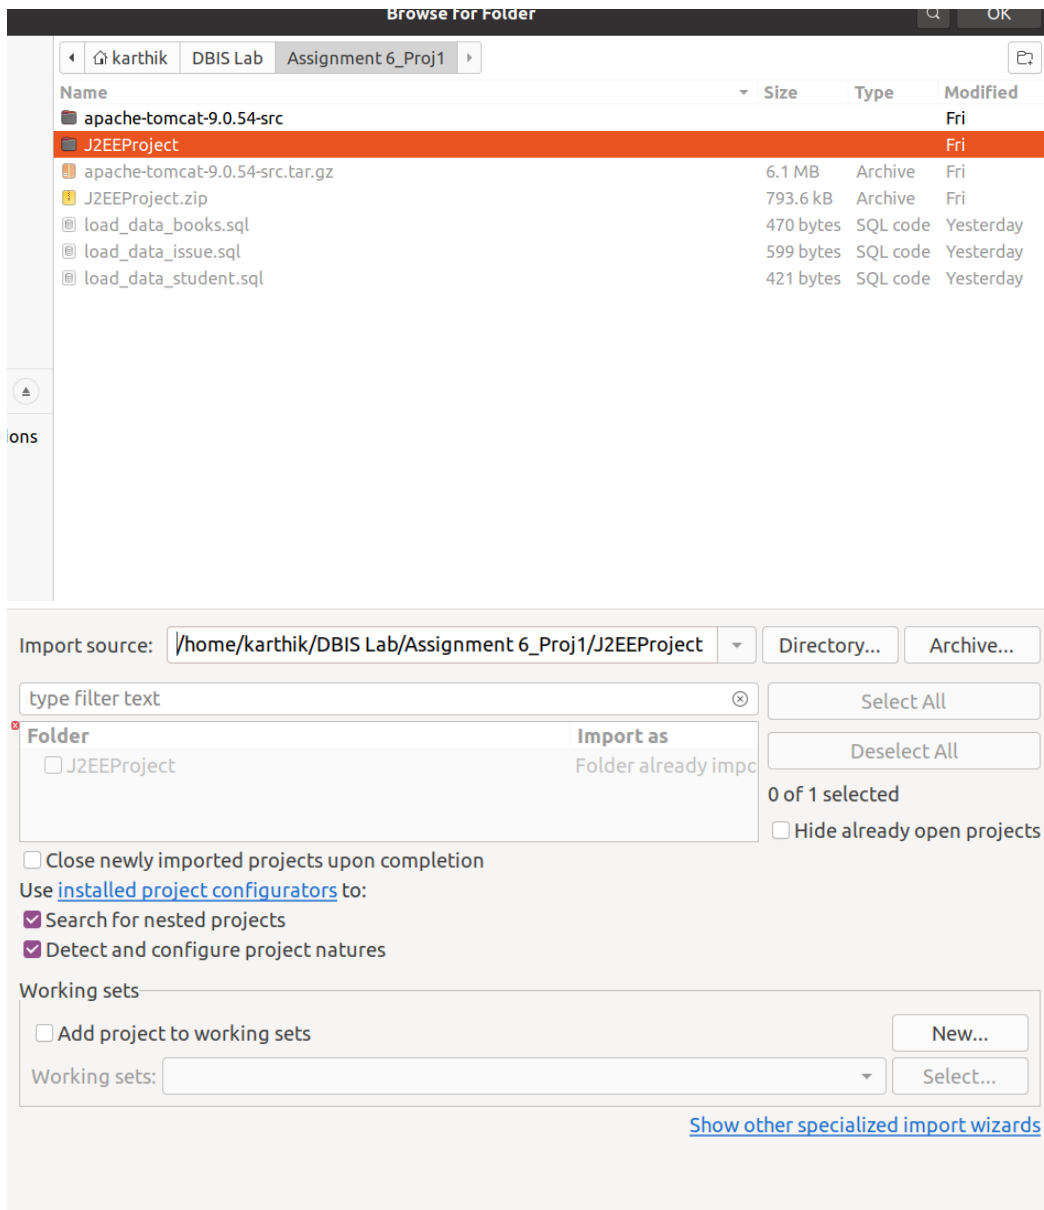 Browse for Folder OK
karthik DBIS Lab Assignment 6_Proj1
Name Size Type Modified
apache-tomcat-9.0.54-src Fri
J2EEProject Fri
apache-tomcat-9.0.54-src.tar.gz 6.1 MB Archive Fri
J2EEProject.zip 793.6 kB Archive Fri
load_data_books.sql 470 bytes SQL code Yesterday
load_data_issue.sql 599 bytes SQL code Yesterday
load_data_student.sql 421 bytes SQL code Yesterday
ions
Import source: /home/karthik/DBIS Lab/Assignment 6_Proj1/J2EEProject Directory... Archive...
type filter text Select All
Folder Import as
Deselect All
J2EEProject Folder already impo
0 of 1 selected
Hide already open projects
Close newly imported projects upon completion
Use installed project configurators to:
Search for nested projects
Detect and configure project natures
Working sets
Add project to working sets New...
Working sets: Select...
Show other specialized import wizards